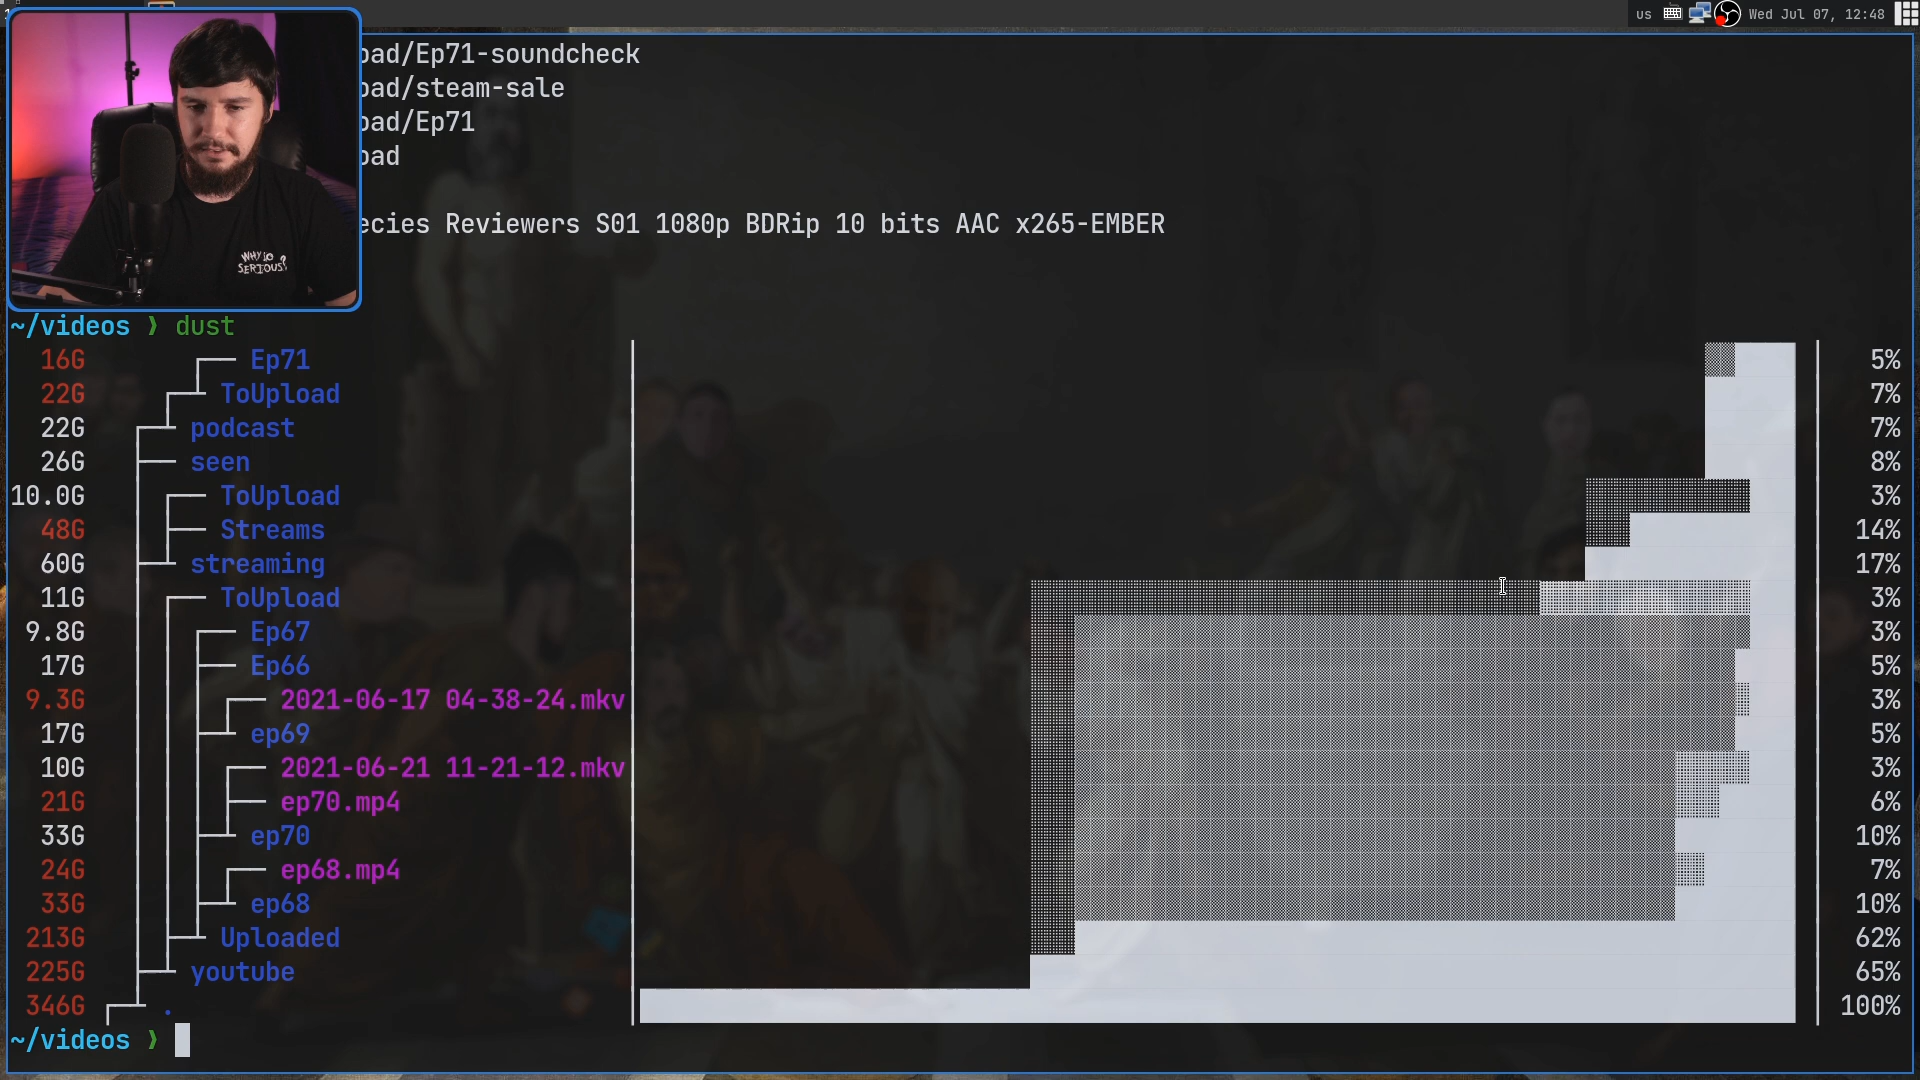 us Wed Jul 07, 12:48
oad/Ep71-soundcheck
oad/steam-sale
oad/Ep71
oad
ecies Reviewers S01 1080p BDRip 10 bits AAC x265-EMBER
WHY SO
SERIOUS?
~/videos ❯ dust
16G Ep71 5%
22G ToUpload 7%
22G podcast 7%
26G seen 8%
10.0G ToUpload 3%
48G Streams 14%
60G streaming 17%
11G ToUpload 3%
9.8G Ep67 3%
17G Ep66 5%
9.3G 2021-06-17 04-38-24.mkv 3%
17G ep69 5%
10G 2021-06-21 11-21-12.mkv 3%
21G ep70.mp4 6%
33G ep70 10%
24G ep68.mp4 7%
33G ep68 10%
213G Uploaded 62%
225G youtube 65%
346G . 100%
~/videos ❯